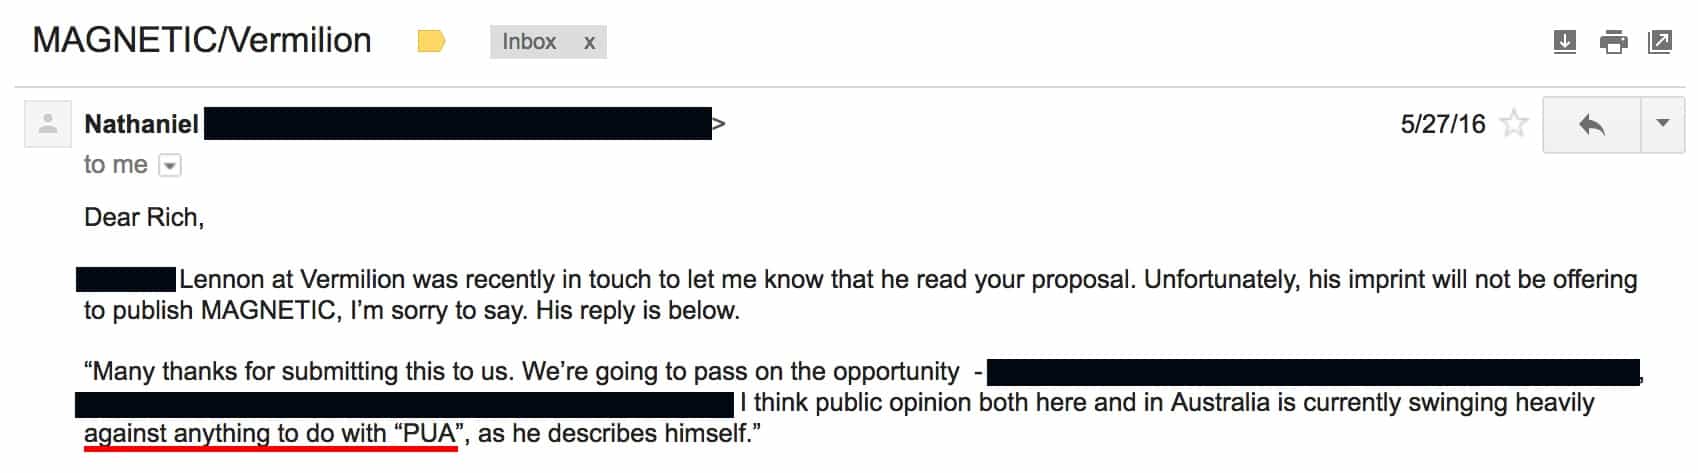 MAGNETIC/Vermilion Inbox x
Nathaniel > 5/27/16
to me
Dear Rich,
Lennon at Vermilion was recently in touch to let me know that he read your proposal. Unfortunately, his imprint will not be offering
to publish MAGNETIC, I’m sorry to say. His reply is below.
“Many thanks for submitting this to us. We’re going to pass on the opportunity - ,
I think public opinion both here and in Australia is currently swinging heavily
against anything to do with “PUA”, as he describes himself.”